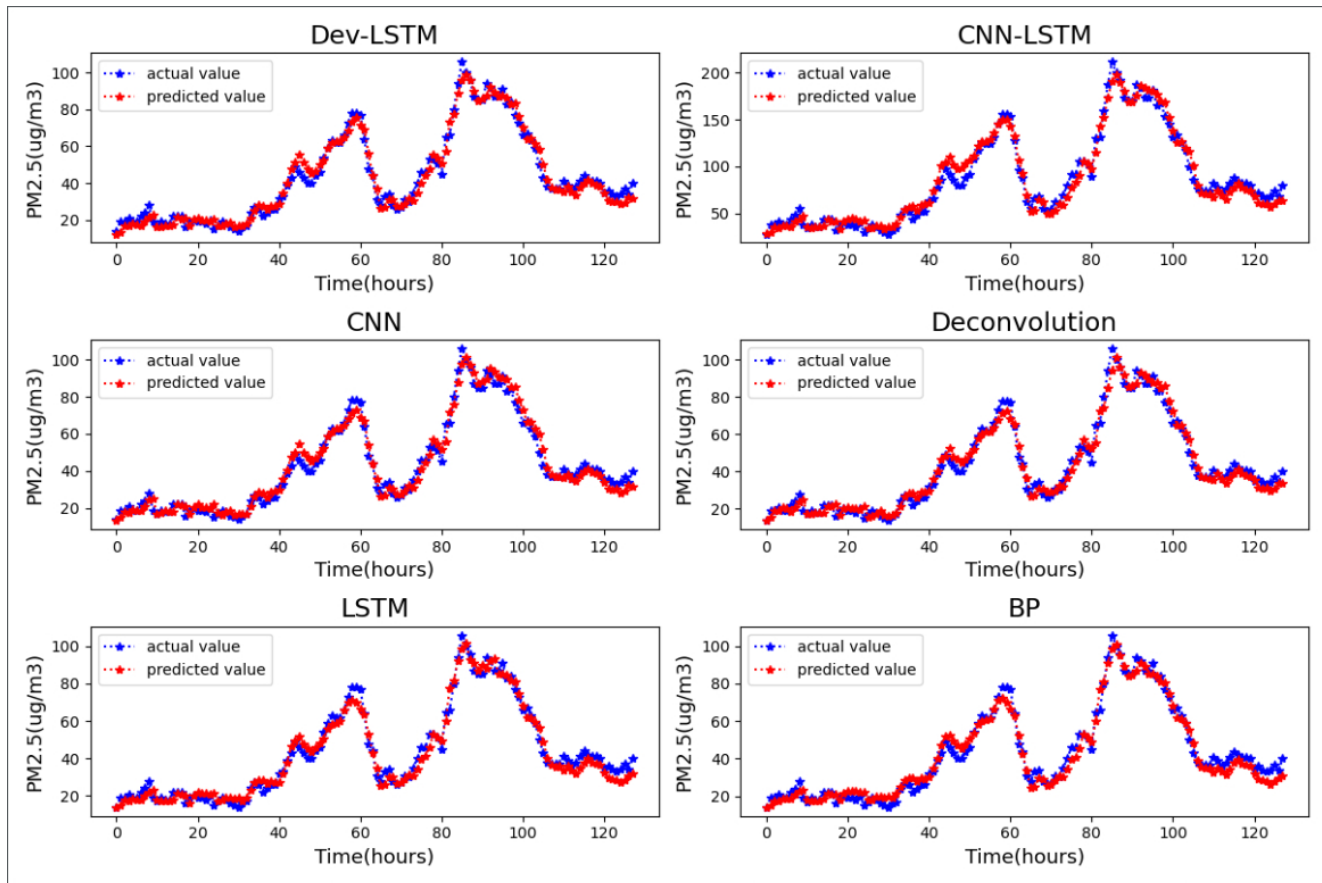 Dev-LSTM
actual value
predicted value
PM2.5(ug/m3)
100
80
60
40
20
0 20 40 60 80 100 120
Time(hours)
CNN-LSTM
actual value
predicted value
PM2.5(ug/m3)
200
150
100
50
0 20 40 60 80 100 120
Time(hours)
CNN
actual value
predicted value
PM2.5(ug/m3)
100
80
60
40
20
0 20 40 60 80 100 120
Time(hours)
Deconvolution
actual value
predicted value
PM2.5(ug/m3)
100
80
60
40
20
0 20 40 60 80 100 120
Time(hours)
LSTM
actual value
predicted value
PM2.5(ug/m3)
100
80
60
40
20
0 20 40 60 80 100 120
Time(hours)
BP
actual value
predicted value
PM2.5(ug/m3)
100
80
60
40
20
0 20 40 60 80 100 120
Time(hours)